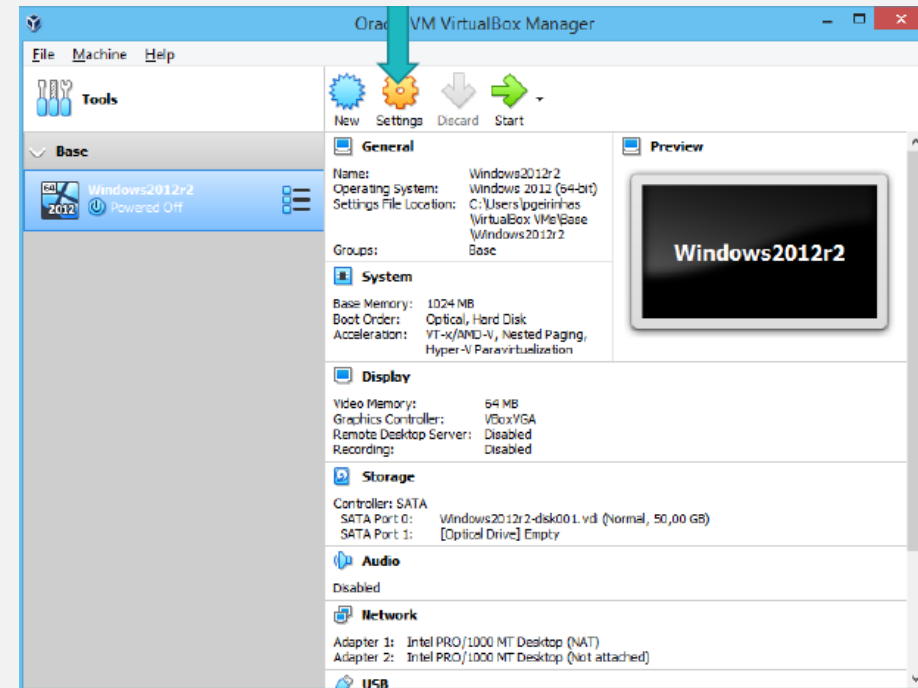 Oracle VM VirtualBox Manager
File Machine Help
Tools
New Settings Discard Start
Base
64
2012
Windows2012r2
Powered Off
General
Name: Windows2012r2
Operating System: Windows 2012 (64-bit)
Settings File Location: C:\Users\pgeirinhas
\VirtualBox VMs\Base
\Windows2012r2
Groups: Base
Preview
Windows2012r2
System
Base Memory: 1024 MB
Boot Order: Optical, Hard Disk
Acceleration: VT-x/AMD-V, Nested Paging,
Hyper-V Paravirtualization
Display
Video Memory: 64 MB
Graphics Controller: VBoxVGA
Remote Desktop Server: Disabled
Recording: Disabled
Storage
Controller: SATA
SATA Port 0: Windows2012r2-disk001.vdi (Normal, 50,00 GB)
SATA Port 1: [Optical Drive] Empty
Audio
Disabled
Network
Adapter 1: Intel PRO/1000 MT Desktop (NAT)
Adapter 2: Intel PRO/1000 MT Desktop (Not attached)
USB